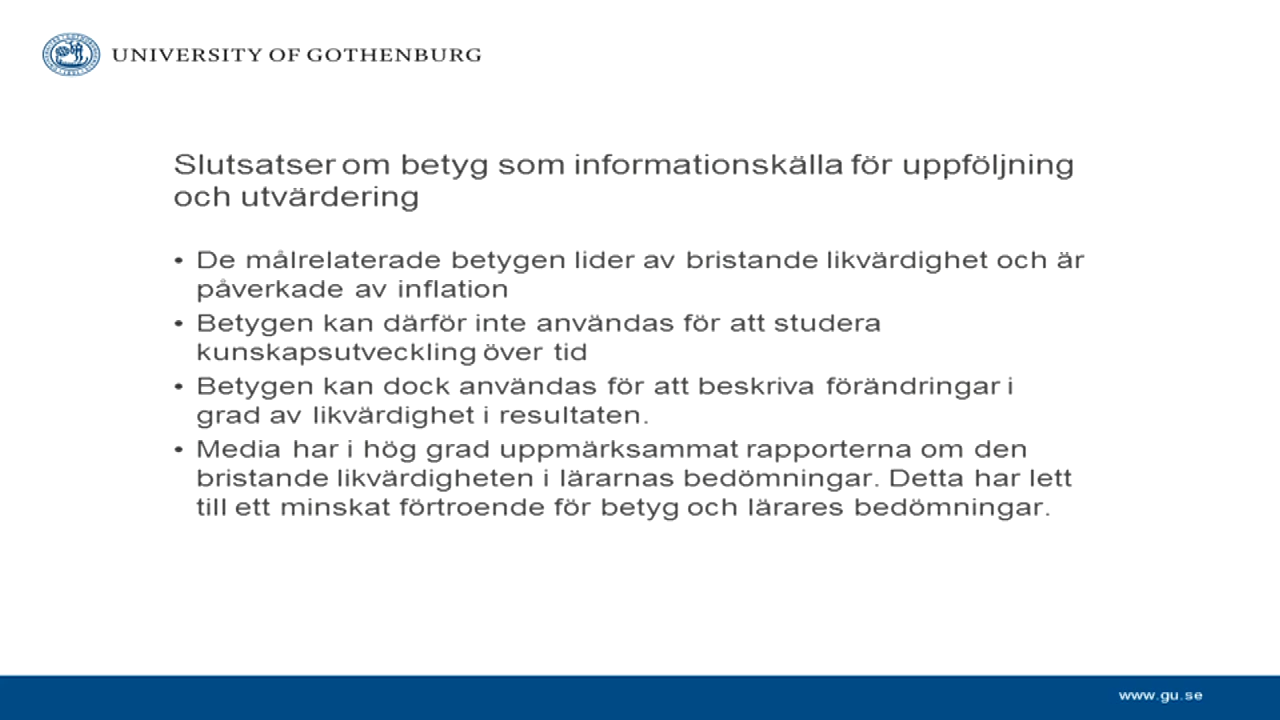 UNIVERSITY OF GOTHENBURG
Slutsatser om betyg som informationskälla för uppföljning
och utvärdering
• De målrelaterade betygen lider av bristande likvärdighet och är
påverkade av inflation
• Betygen kan därför inte användas för att studera
kunskapsutveckling över tid
• Betygen kan dock användas för att beskriva förändringar i
grad av likvärdighet i resultaten.
• Media har i hög grad uppmärksammat rapporterna om den
bristande likvärdigheten i lärarnas bedömningar. Detta har lett
till ett minskat förtroende för betyg och lärares bedömningar.
www.gu.se